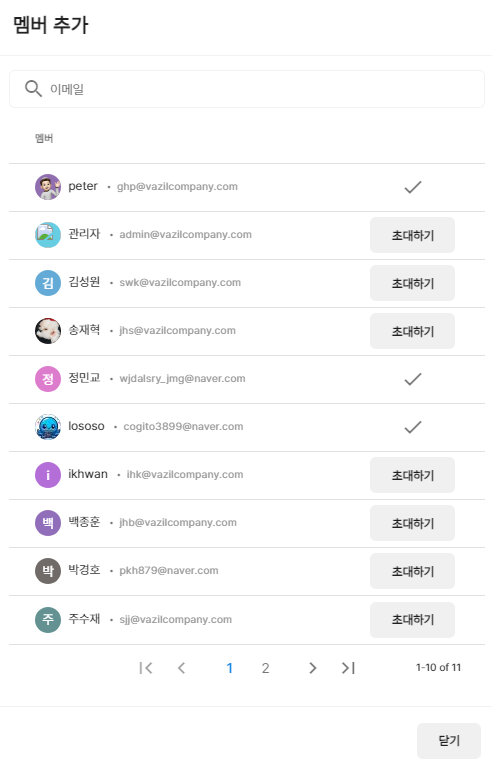 멤버 추가
이메일
멤버
peter • ghp@vazilcompany.com
관리자 • admin@vazilcompany.com 초대하기
김 김성원 • swk@vazilcompany.com 초대하기
송재혁 • jhs@vazilcompany.com 초대하기
정 정민교 • wjdalsry_jmg@naver.com
lososo • cogito3899@naver.com
i ikhwan • ihk@vazilcompany.com 초대하기
백 백종훈 • jhb@vazilcompany.com 초대하기
박 박경호 • pkh879@naver.com 초대하기
주 주수재 • sjj@vazilcompany.com 초대하기
1 2 1-10 of 11
닫기